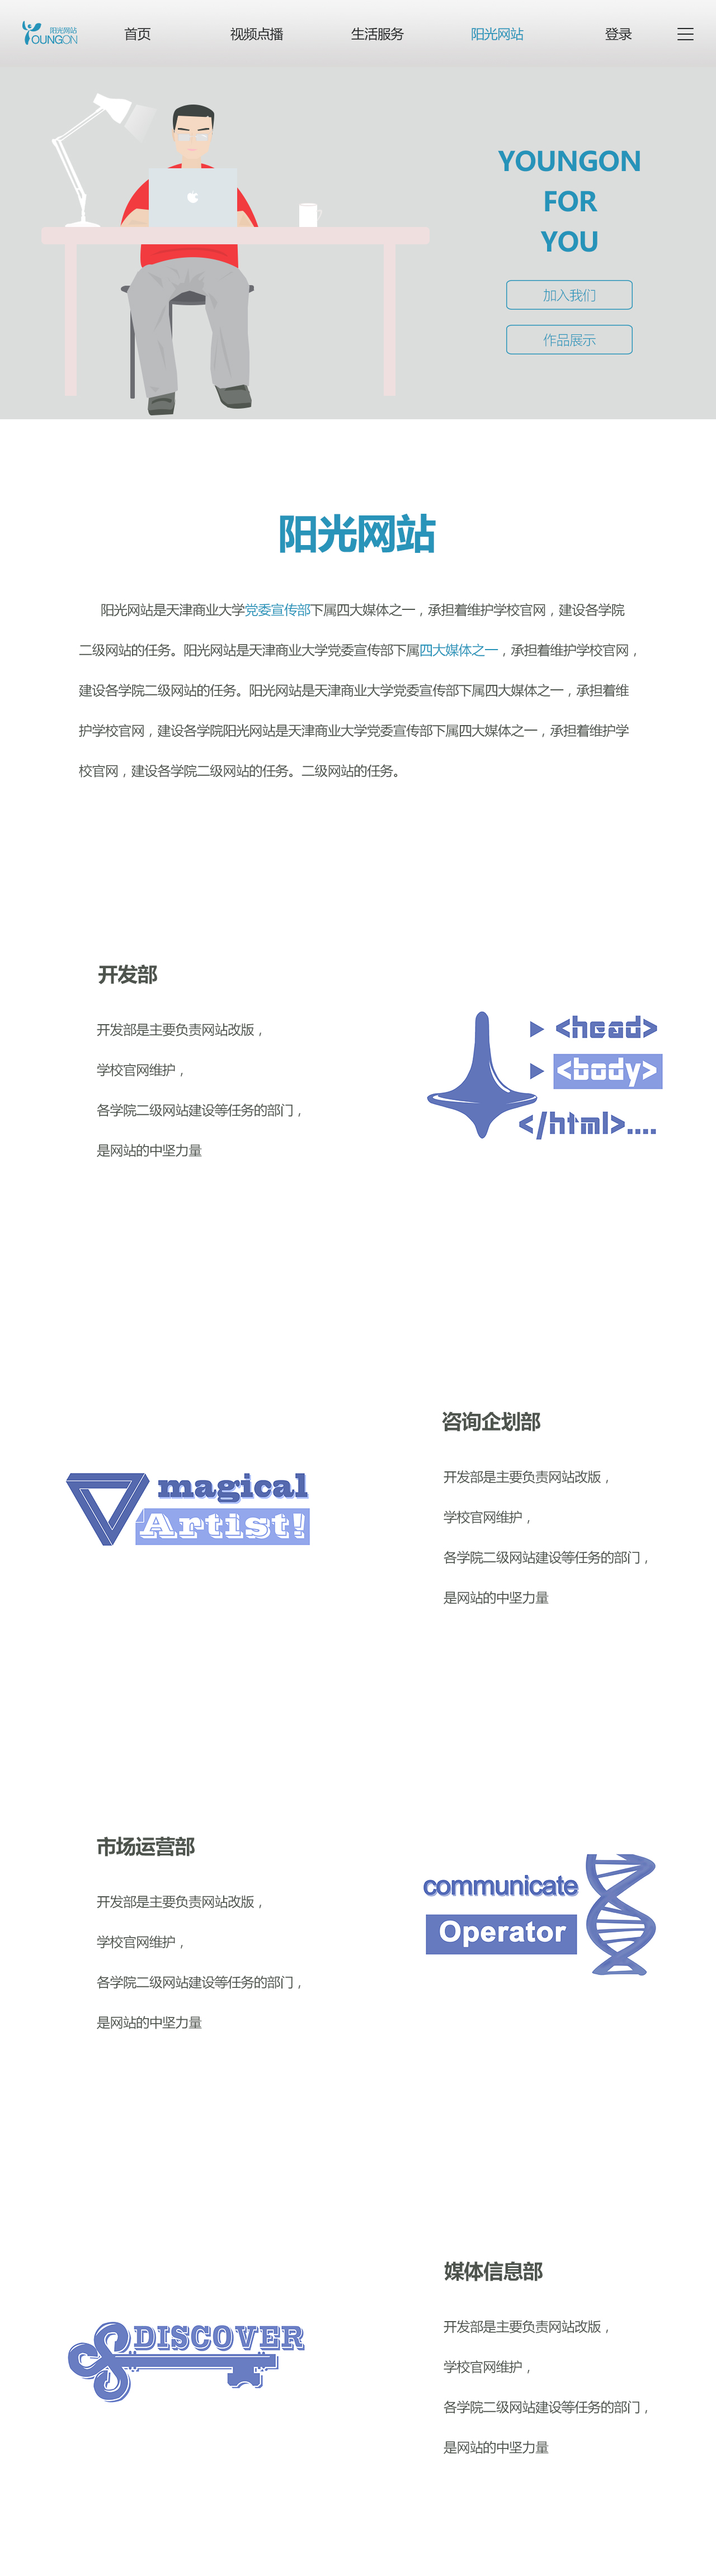 阳光网站
YOUNGON
首页 视频点播 生活服务 阳光网站 登录
YOUNGON
FOR
YOU
加入我们
作品展示
阳光网站
阳光网站是天津商业大学党委宣传部下属四大媒体之一，承担着维护学校官网，建设各学院
二级网站的任务。阳光网站是天津商业大学党委宣传部下属四大媒体之一，承担着维护学校官网，
建设各学院二级网站的任务。阳光网站是天津商业大学党委宣传部下属四大媒体之一，承担着维
护学校官网，建设各学院阳光网站是天津商业大学党委宣传部下属四大媒体之一，承担着维护学
校官网，建设各学院二级网站的任务。二级网站的任务。
开发部
开发部是主要负责网站改版，
学校官网维护，
各学院二级网站建设等任务的部门，
是网站的中坚力量
<head>
<body>
</html>....
咨询企划部
开发部是主要负责网站改版，
学校官网维护，
各学院二级网站建设等任务的部门，
是网站的中坚力量
magical
Artist!
市场运营部
开发部是主要负责网站改版，
学校官网维护，
各学院二级网站建设等任务的部门，
是网站的中坚力量
communicate
Operator
媒体信息部
开发部是主要负责网站改版，
学校官网维护，
各学院二级网站建设等任务的部门，
是网站的中坚力量
DISCOVER